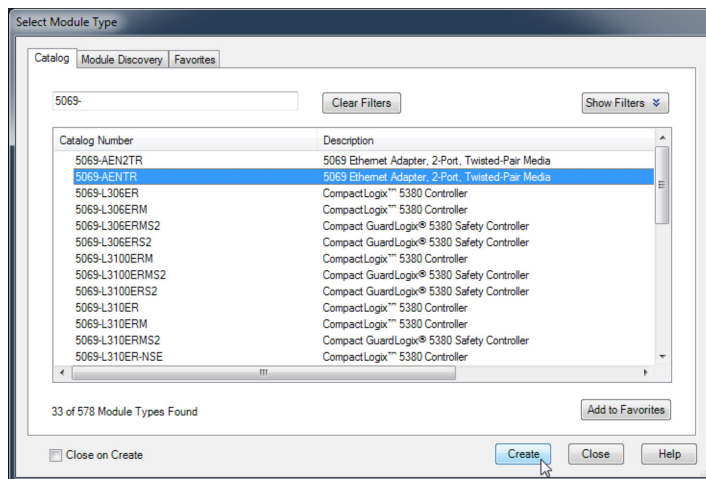 Select Module Type
Catalog Module Discovery Favorites
5069- Clear Filters Show Filters
Catalog Number Description
5069-AEN2TR 5069 Ethernet Adapter, 2-Port, Twisted-Pair Media
5069-AENTR 5069 Ethernet Adapter, 2-Port, Twisted-Pair Media
5069-L306ER CompactLogix™ 5380 Controller
5069-L306ERM CompactLogix™ 5380 Controller
5069-L306ERMS2 Compact GuardLogix® 5380 Safety Controller
5069-L306ERS2 Compact GuardLogix® 5380 Safety Controller
5069-L3100ERM CompactLogix™ 5380 Controller
5069-L3100ERMS2 Compact GuardLogix® 5380 Safety Controller
5069-L3100ERS2 Compact GuardLogix® 5380 Safety Controller
5069-L310ER CompactLogix™ 5380 Controller
5069-L310ERM CompactLogix™ 5380 Controller
5069-L310ERMS2 Compact GuardLogix® 5380 Safety Controller
5069-L310ER-NSE CompactLogix™ 5380 Controller
33 of 578 Module Types Found Add to Favorites
Close on Create Create Close Help